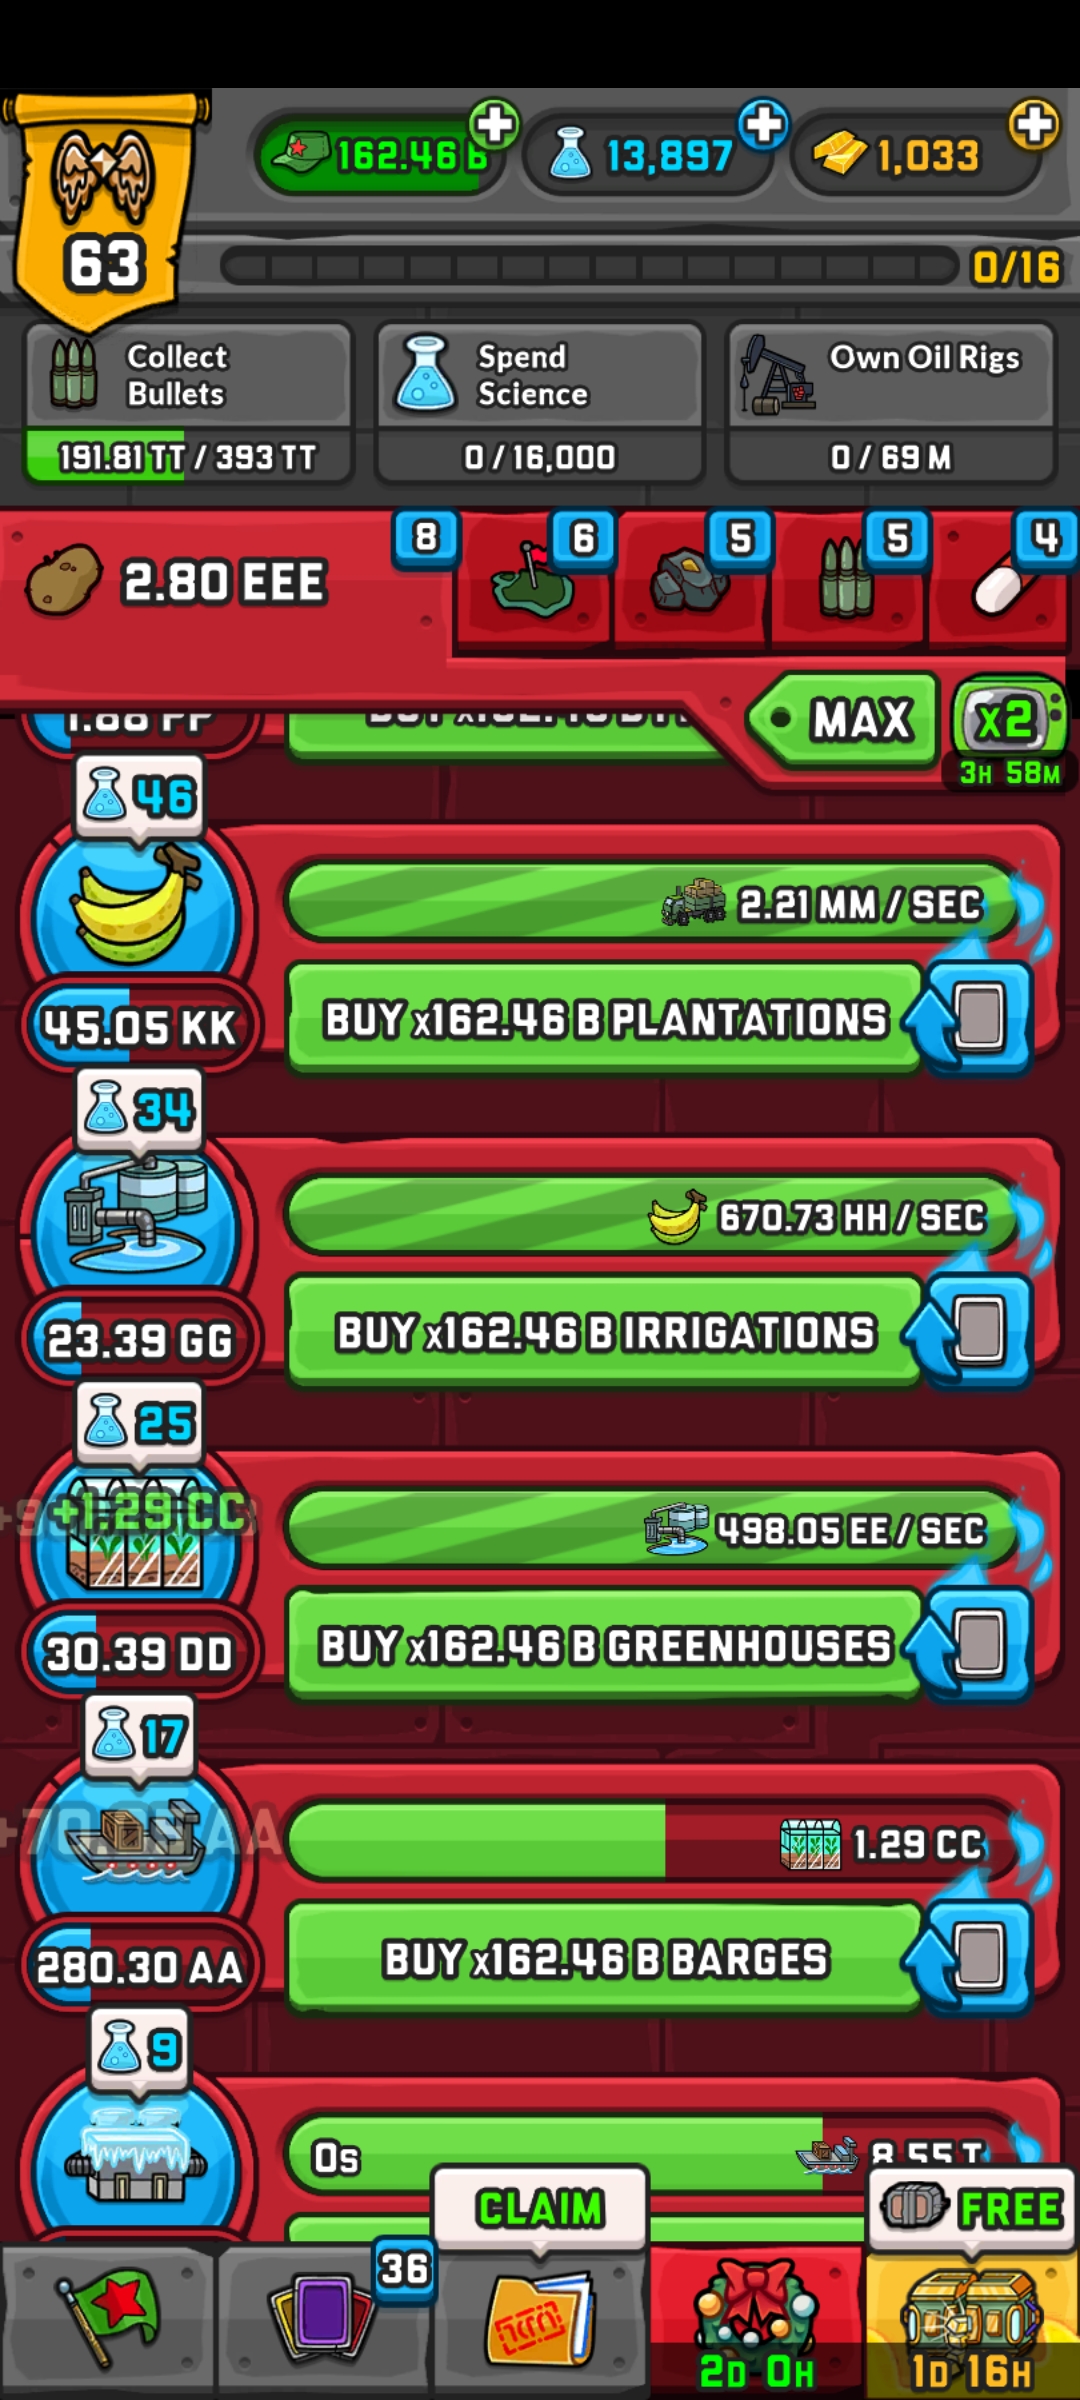 162.46 B
13,897
1,033
63
0/16
Collect
Bullets
Spend
Science
Own Oil Rigs
191.81 TT / 393 TT
0 / 16,000
0 / 69 M
2.80 EEE
8
6
5
5
4
MAX
x2
3H 58M
46
2.21 MM / SEC
45.05 KK
BUY x162.46 B PLANTATIONS
34
670.73 HH / SEC
23.39 GG
BUY x162.46 B IRRIGATIONS
25
+1.29 CC
498.05 EE / SEC
30.39 DD
BUY x162.46 B GREENHOUSES
17
1.29 CC
280.30 AA
BUY x162.46 B BARGES
9
0s
8.55 T
CLAIM
FREE
36
2D 0H
1D 16H